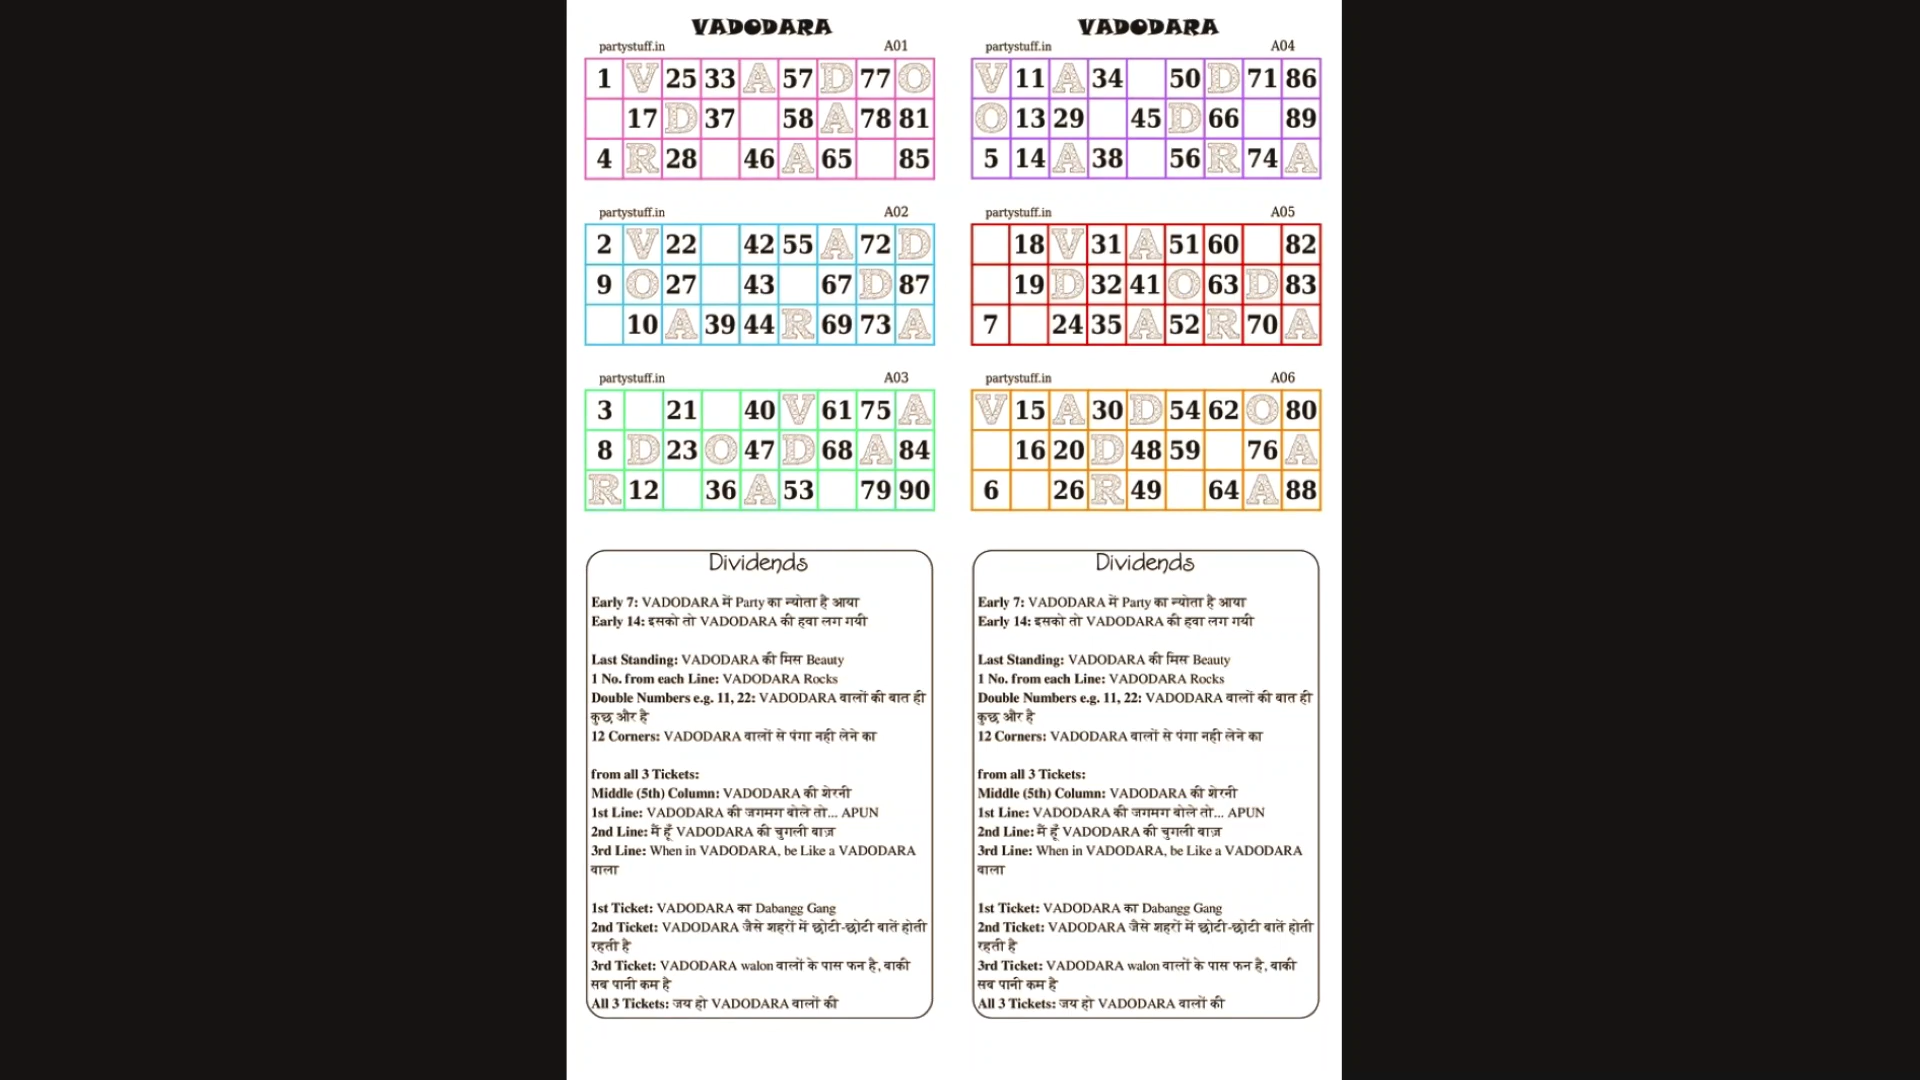 VADODARA
partystuff.in A01
1 V 25 33 A 57 D 77 O
17 D 37 58 A 78 81
4 R 28 46 A 65 85
partystuff.in A02
2 V 22 42 55 A 72 D
9 O 27 43 67 D 87
10 A 39 44 R 69 73 A
partystuff.in A03
3 21 40 V 61 75 A
8 D 23 O 47 D 68 A 84
R 12 36 A 53 79 90
Dividends
Early 7: VADODARA में Party का न्योता है आया
Early 14: इसको तो VADODARA की हवा लग गयी
Last Standing: VADODARA की मिस Beauty
1 No. from each Line: VADODARA Rocks
Double Numbers e.g. 11, 22: VADODARA वालों की बात ही
कुछ और है
12 Corners: VADODARA वालों से पंगा नही लेने का
from all 3 Tickets:
Middle (5th) Column: VADODARA की शेरनी
1st Line: VADODARA की जगमग बोले तो... APUN
2nd Line: मैं हूँ VADODARA की चुगली बाज़
3rd Line: When in VADODARA, be Like a VADODARA
वाला
1st Ticket: VADODARA का Dabangg Gang
2nd Ticket: VADODARA जैसे शहरों में छोटी-छोटी बातें होती
रहती है
3rd Ticket: VADODARA walon वालों के पास फन है, बाकी
सब पानी कम है
All 3 Tickets: जय हो VADODARA वालों की
VADODARA
partystuff.in A04
V 11 A 34 50 D 71 86
O 13 29 45 D 66 89
5 14 A 38 56 R 74 A
partystuff.in A05
18 V 31 A 51 60 82
19 D 32 41 O 63 D 83
7 24 35 A 52 R 70 A
partystuff.in A06
V 15 A 30 D 54 62 O 80
16 20 D 48 59 76 A
6 26 R 49 64 A 88
Dividends
Early 7: VADODARA में Party का न्योता है आया
Early 14: इसको तो VADODARA की हवा लग गयी
Last Standing: VADODARA की मिस Beauty
1 No. from each Line: VADODARA Rocks
Double Numbers e.g. 11, 22: VADODARA वालों की बात ही
कुछ और है
12 Corners: VADODARA वालों से पंगा नही लेने का
from all 3 Tickets:
Middle (5th) Column: VADODARA की शेरनी
1st Line: VADODARA की जगमग बोले तो... APUN
2nd Line: मैं हूँ VADODARA की चुगली बाज़
3rd Line: When in VADODARA, be Like a VADODARA
वाला
1st Ticket: VADODARA का Dabangg Gang
2nd Ticket: VADODARA जैसे शहरों में छोटी-छोटी बातें होती
रहती है
3rd Ticket: VADODARA walon वालों के पास फन है, बाकी
सब पानी कम है
All 3 Tickets: जय हो VADODARA वालों की